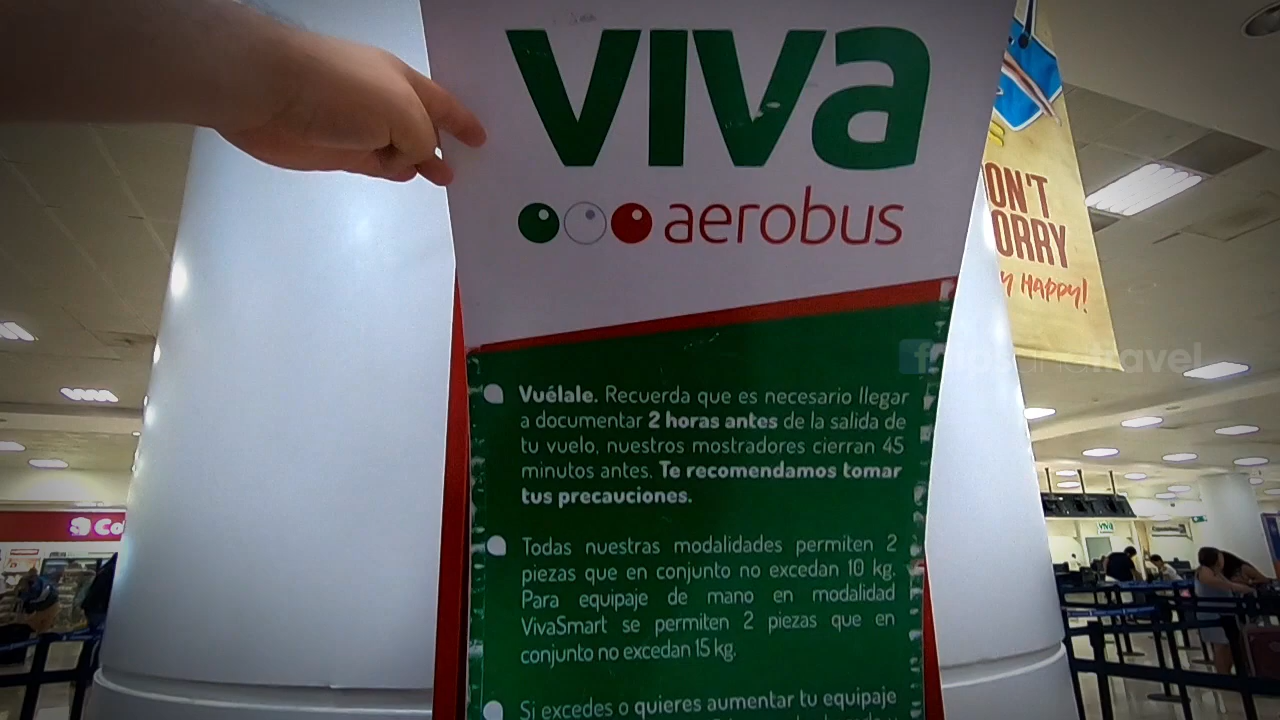 VIVa
aerobus
Vuélale. Recuerda que es necesario llegar
a documentar 2 horas antes de la salida de
tu vuelo, nuestros mostradores cierran 45
minutos antes. Te recomendamos tomar
tus precauciones.
Todas nuestras modalidades permiten 2
piezas que en conjunto no excedan 10 kg.
Para equipaje de mano en modalidad
VivaSmart se permiten 2 piezas que en
conjunto no excedan 15 kg.
Si excedes o quieres aumentar tu equipaje
ON'T
ORRY
y Happy!
travel
Co
viva